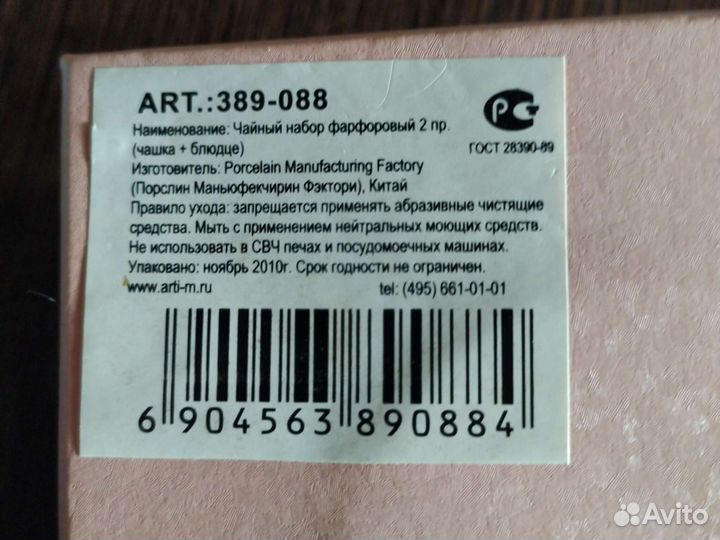 ART.:389-088
Наименование: Чайный набор фарфоровый 2 пр.
(чашка + блюдце)
РСТ
ГОСТ 28390-89
Изготовитель: Porcelain Manufacturing Factory
(Порслин Маньюфекчирин Фэктори), Китай
Правило ухода: запрещается применять абразивные чистящие
средства. Мыть с применением нейтральных моющих средств.
Не использовать в СВЧ печах и посудомоечных машинах.
Упаковано: ноябрь 2010г. Срок годности не ограничен.
www.arti-m.ru tel: (495) 661-01-01
6 904563 890884
Avito